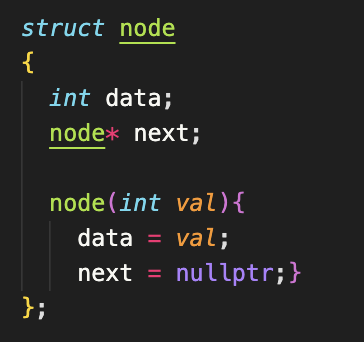 struct node
{
int data;
node* next;
node(int val){
data = val;
next = nullptr;}
};